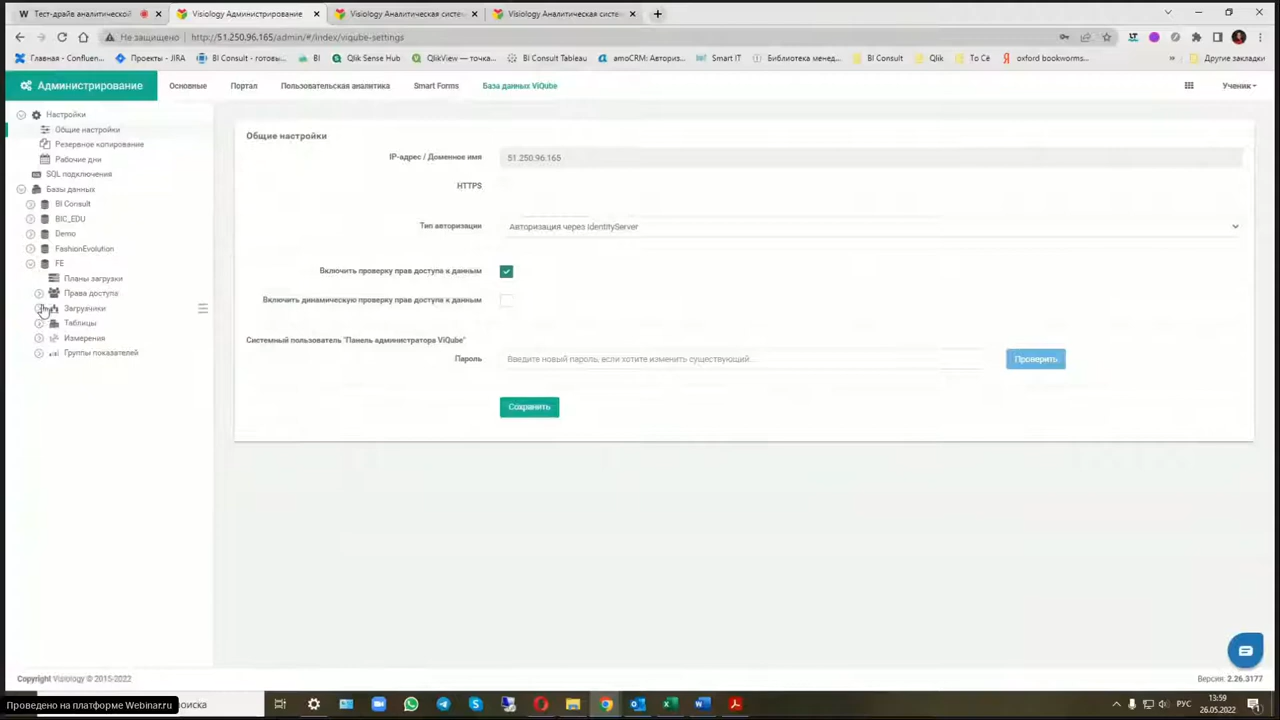 Тест-драйв аналитической
Visiology Администрирование
Visiology Аналитическая систе
Visiology Аналитическая систе
Не защищено
http://51.250.96.165/admin/#/index/viqube-settings
Главная - Confluen...
Проекты - JIRA
BI Consult - готовы...
BI
Qlik Sense Hub
QlikView — точка...
BI Consult Tableau
amoCRM: Авториз...
Smart IT
Библиотека менед...
BI Consult
Qlik
То Сё
oxford bookworms...
»
Другие закладки
Администрирование
Основные
Портал
Пользовательская аналитика
Smart Forms
База данных ViQube
Ученик
Настройки
Общие настройки
Резервное копирование
Рабочие дни
SQL подключения
Базы данных
BI Consult
BIC_EDU
Demo
FashionEvolution
FE
Планы загрузки
Права доступа
Загрузчики
Таблицы
Измерения
Группы показателей
Общие настройки
IP-адрес / Доменное имя
51.250.96.165
HTTPS
Тип авторизации
Авторизация через IdentityServer
Включить проверку прав доступа к данным
Включить динамическую проверку прав доступа к данным
Системный пользователь "Панель администратора ViQube"
Пароль
Введите новый пароль, если хотите изменить существующий...
Проверить
Сохранить
Copyright Visiology © 2015-2022
Версия: 2.26.3177
Проведено на платформе Webinar.ru
оиска
РУС
13:59
26.05.2022